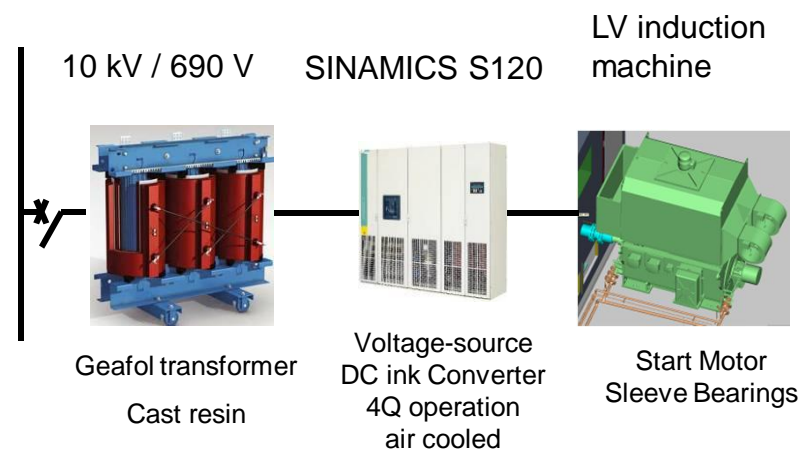 10 kV / 690 V
SINAMICS S120
LV induction
machine
Geafol transformer
Cast resin
Voltage-source
DC ink Converter
4Q operation
air cooled
Start Motor
Sleeve Bearings